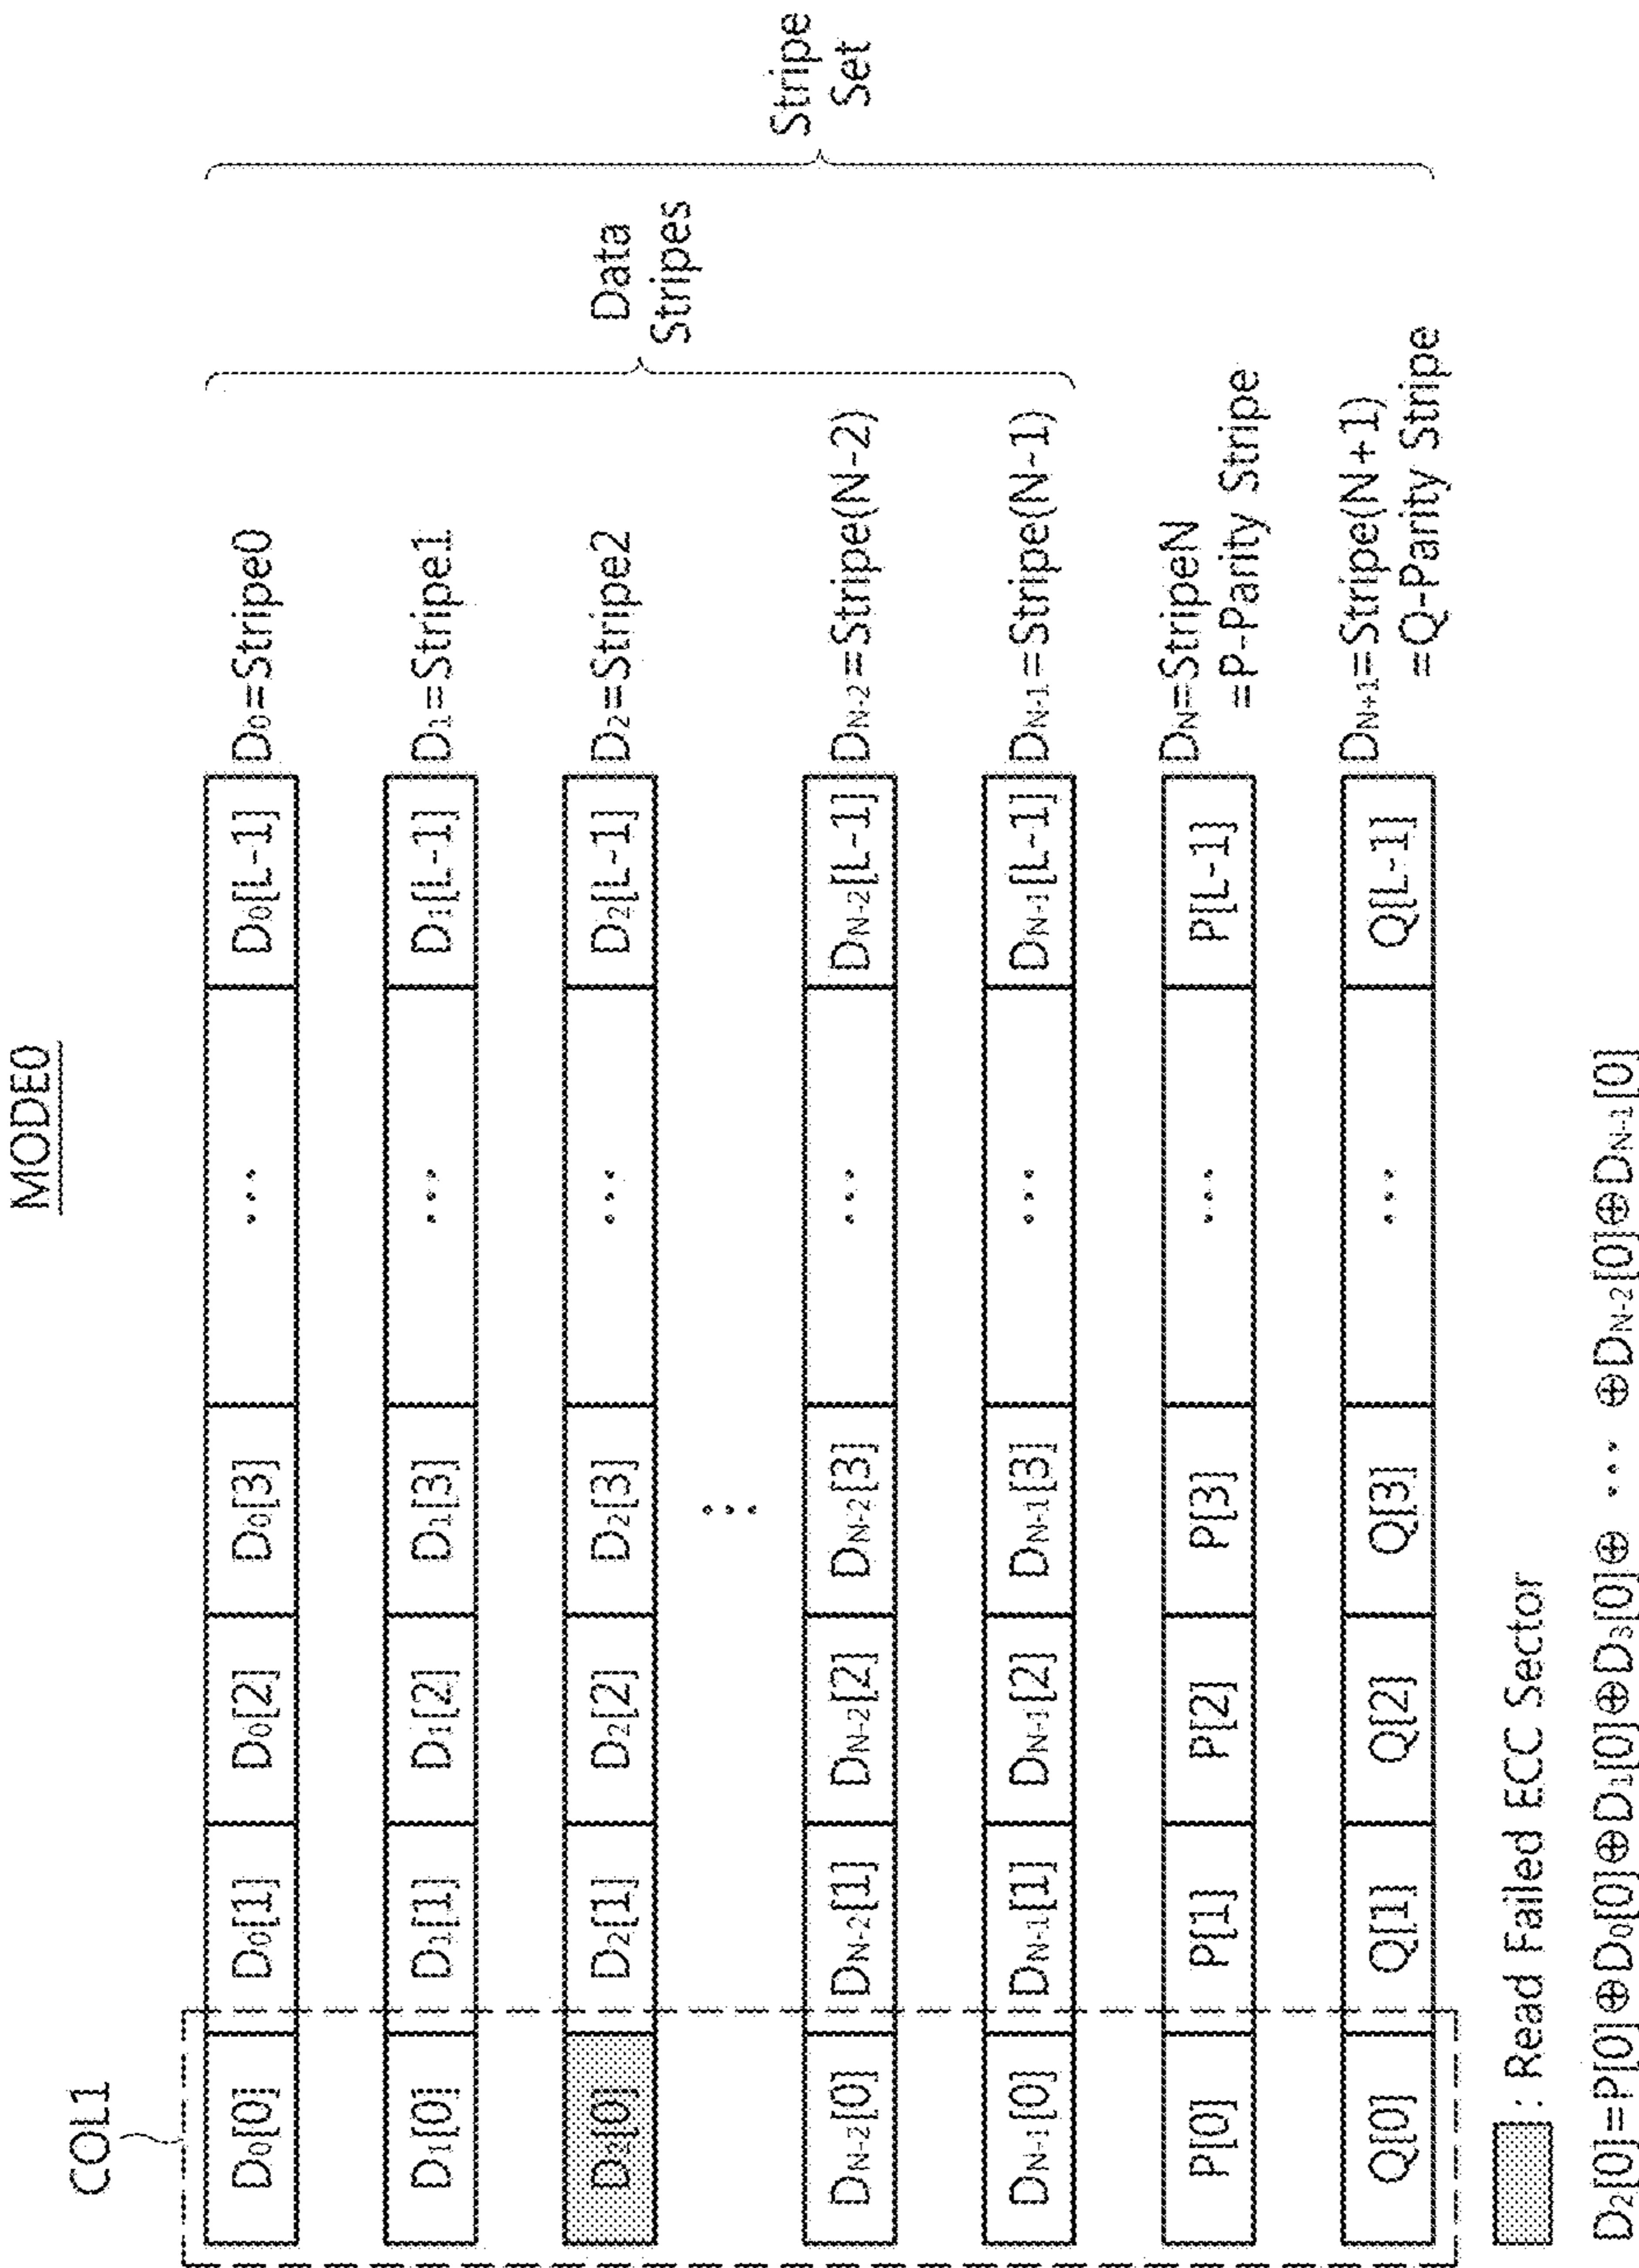 MODE0
COL1
D₀[0] D₀[1] D₀[2] D₀[3] ... D₀[L-1] D₀=Stripe0
D₁[0] D₁[1] D₁[2] D₁[3] ... D₁[L-1] D₁=Stripe1
D₂[0] D₂[1] D₂[2] D₂[3] ... D₂[L-1] D₂=Stripe2
⋮
DN-2[0] DN-2[1] DN-2[2] DN-2[3] ... DN-2[L-1] DN-2=Stripe(N-2)
DN-1[0] DN-1[1] DN-1[2] DN-1[3] ... DN-1[L-1] DN-1=Stripe(N-1)
P[0] P[1] P[2] P[3] ... P[L-1] DN=StripeN
=P-Parity Stripe
Q[0] Q[1] Q[2] Q[3] ... Q[L-1] DN+1=Stripe(N+1)
=Q-Parity Stripe
Data
Stripes
Stripe
Set
: Read Failed ECC Sector
D₂[0]=P[0]⊕D₀[0]⊕D₁[0]⊕D₃[0]⊕ ... ⊕DN-2[0]⊕DN-1[0]